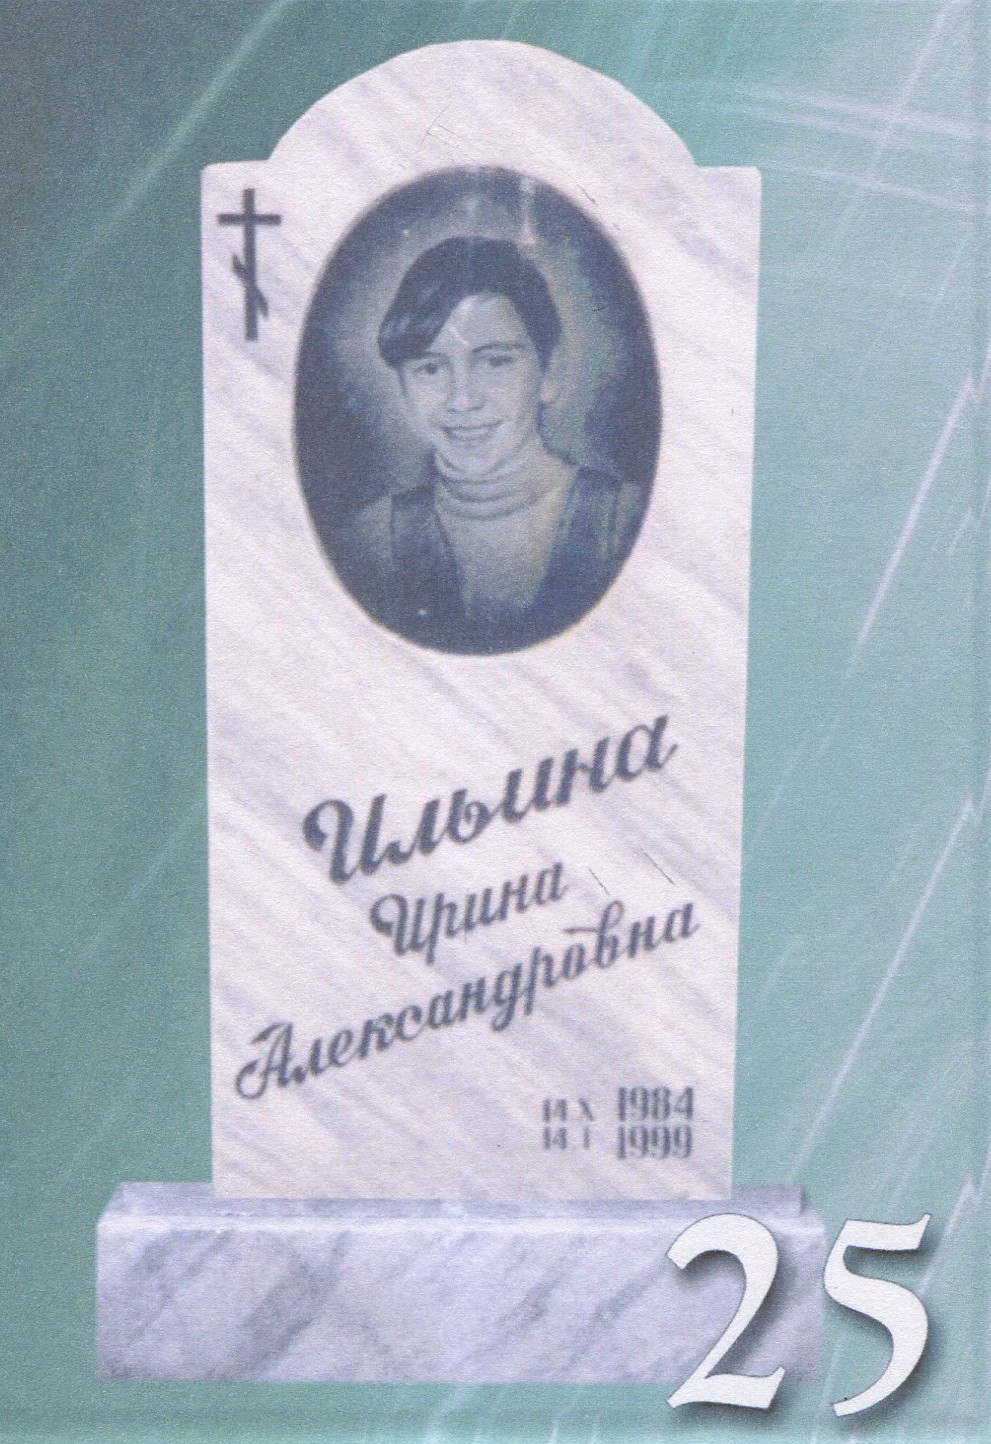 Ильина
Ирина
Александровна
14 X 1984
14 I 1999
25